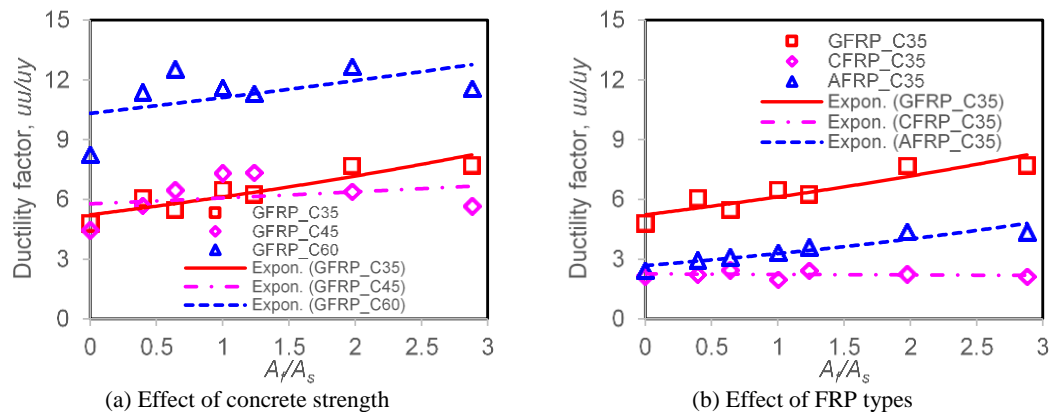 15
12
9
6
3
0
Ductility factor, uu/uy
GFRP_C35
GFRP_C45
GFRP_C60
Expon. (GFRP_C35)
Expon. (GFRP_C45)
Expon. (GFRP_C60)
0 0.5 1 1.5 2 2.5 3
Af/As
(a) Effect of concrete strength
15
12
9
6
3
0
Ductility factor, uu/uy
GFRP_C35
CFRP_C35
AFRP_C35
Expon. (GFRP_C35)
Expon. (CFRP_C35)
Expon. (AFRP_C35)
0 0.5 1 1.5 2 2.5 3
Af/As
(b) Effect of FRP types